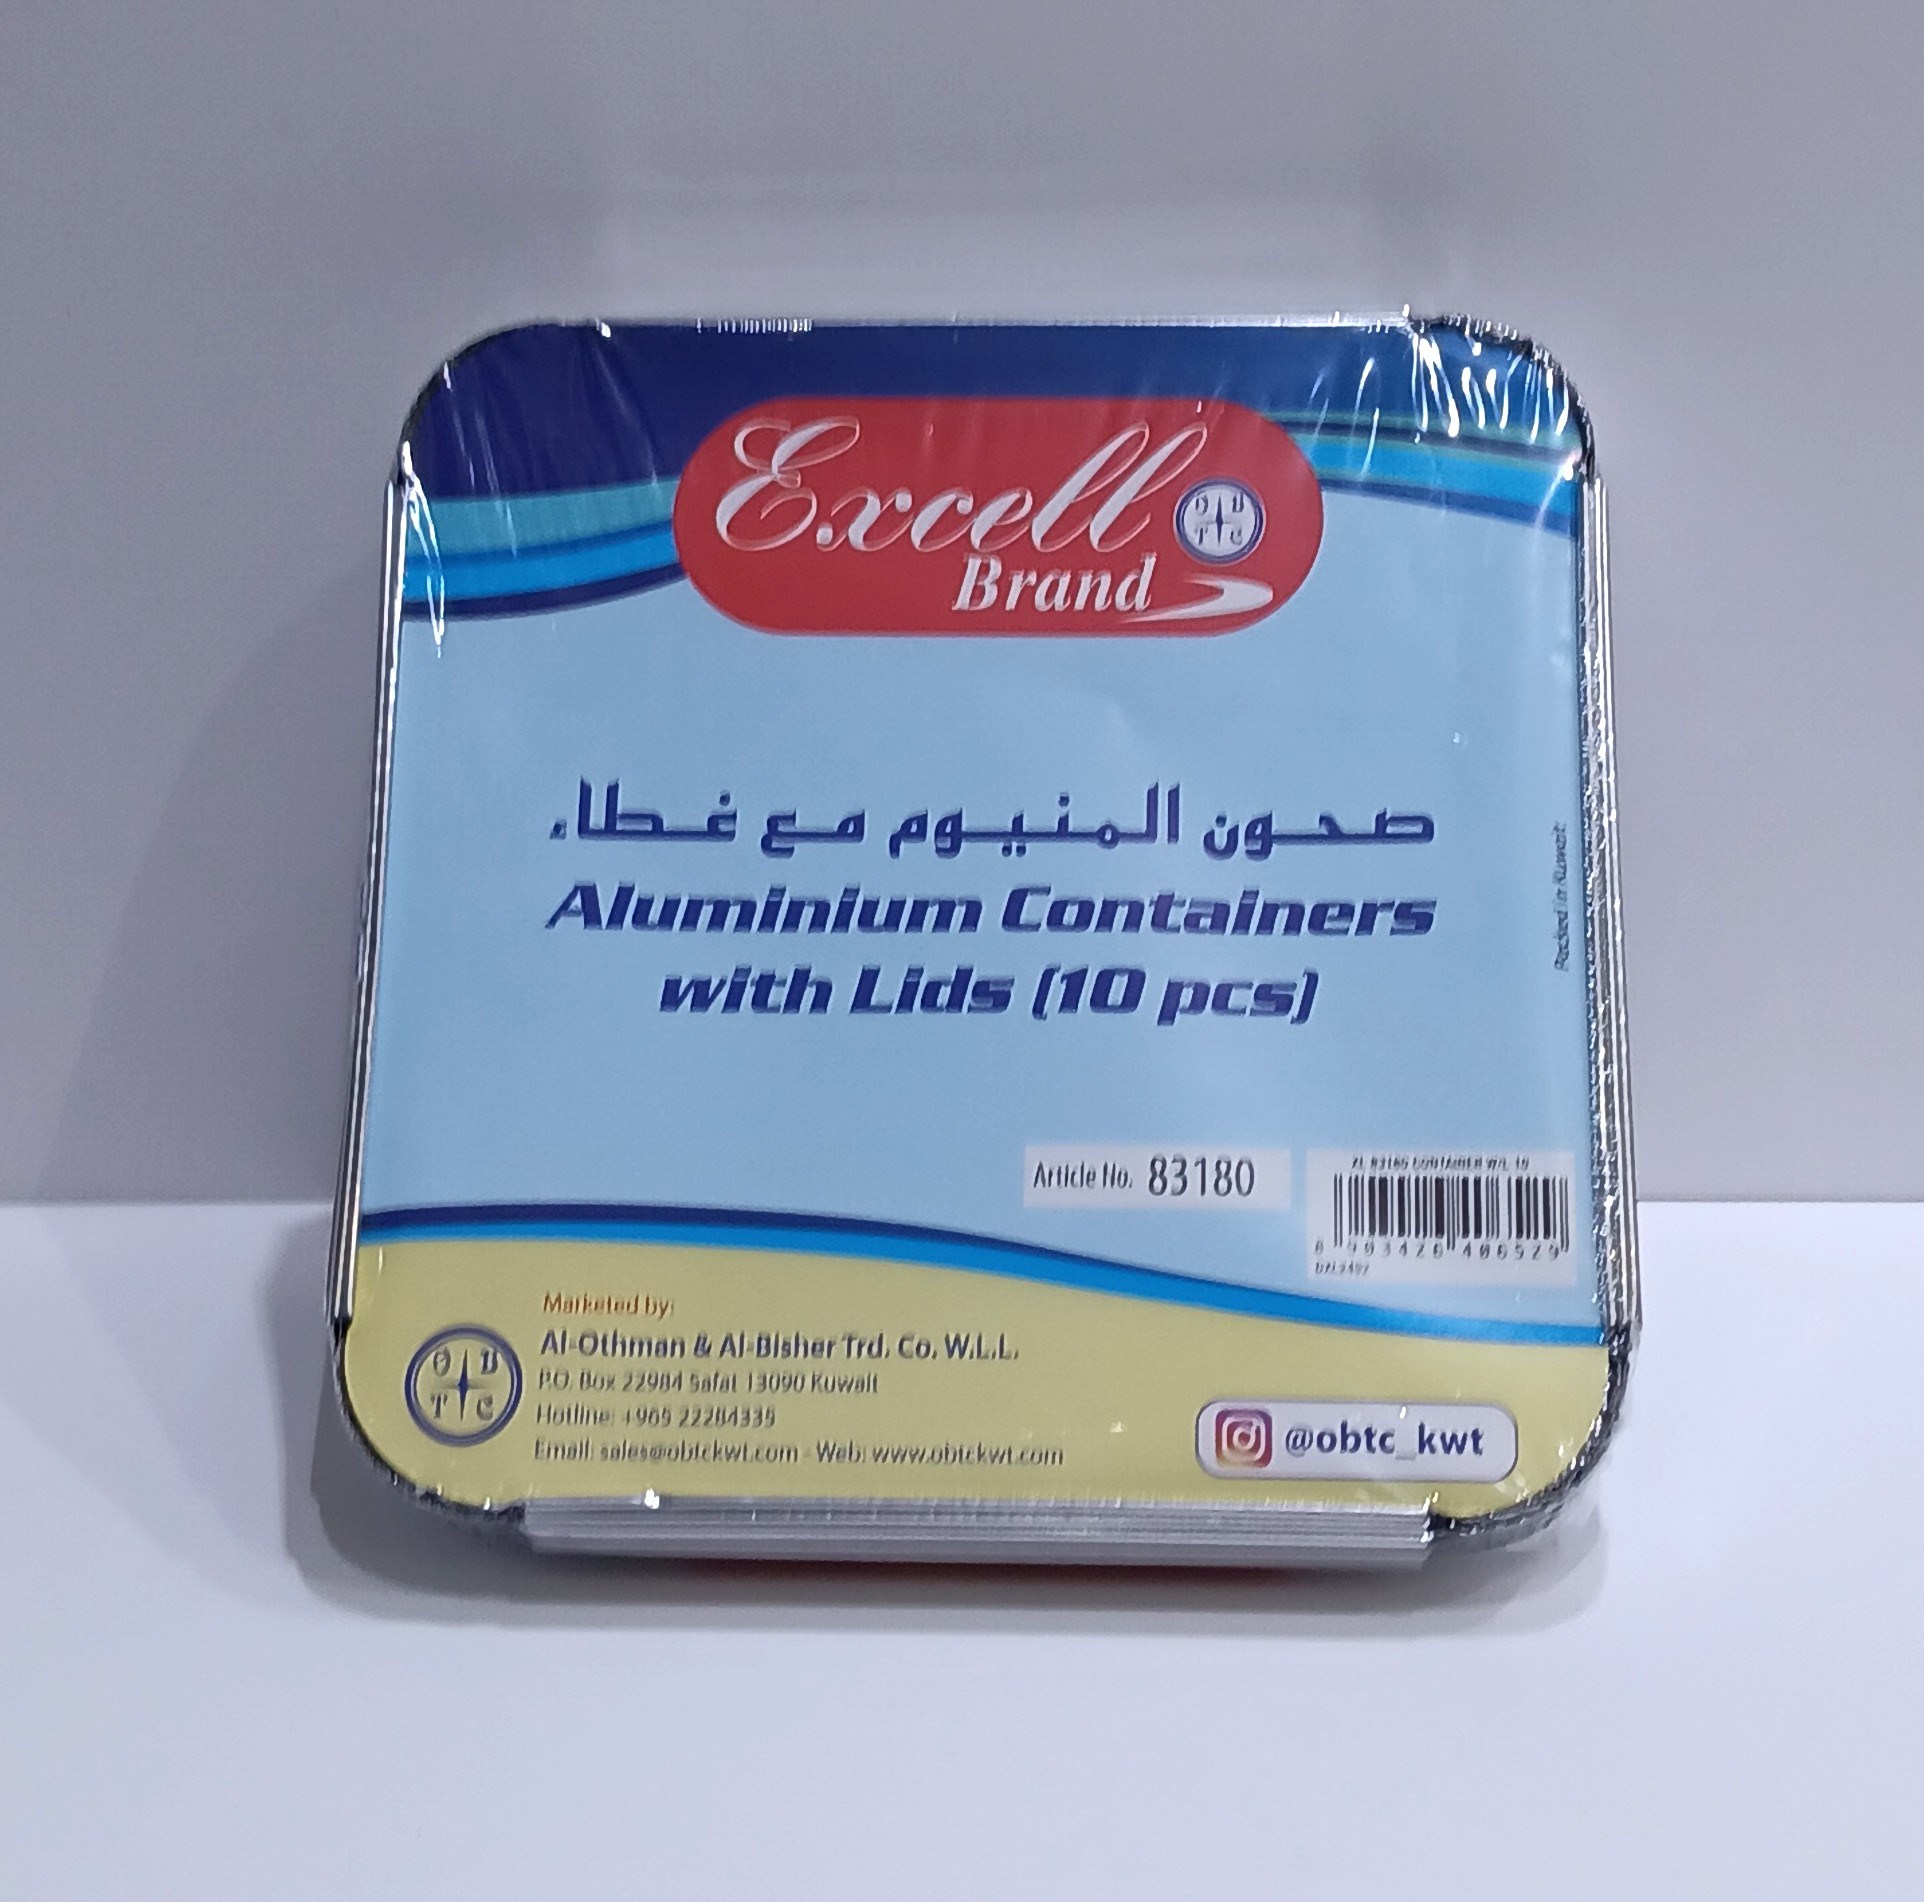 Excell
O B
T C
Brand
صحون المنيوم مع غطاء
Aluminium Containers
with Lids (10 pcs)
Packed in Kuwait
Article No. 83180
CONTAINER W/L 10
Marketed by:
Al-Othman & Al-Bisher Trd. Co. W.L.L.
P.O. Box 22984 Safat 13090 Kuwait
Hotline: +965 22284335
Email: sales@obtckwt.com - Web: www.obtckwt.com
O B
T C
@obtc_kwt